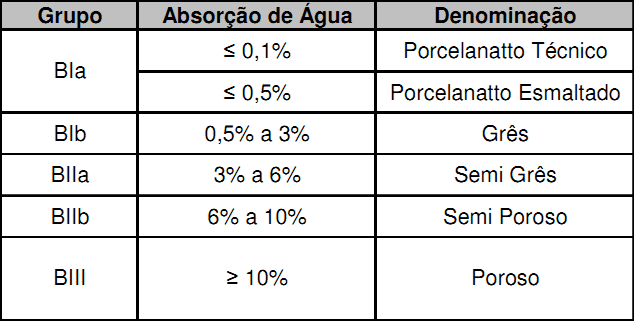 Grupo Absorção de Água Denominação
BIa ≤ 0,1% Porcelanatto Técnico
≤ 0,5% Porcelanatto Esmaltado
BIb 0,5% a 3% Grês
BIIa 3% a 6% Semi Grês
BIIb 6% a 10% Semi Poroso
BIII ≥ 10% Poroso